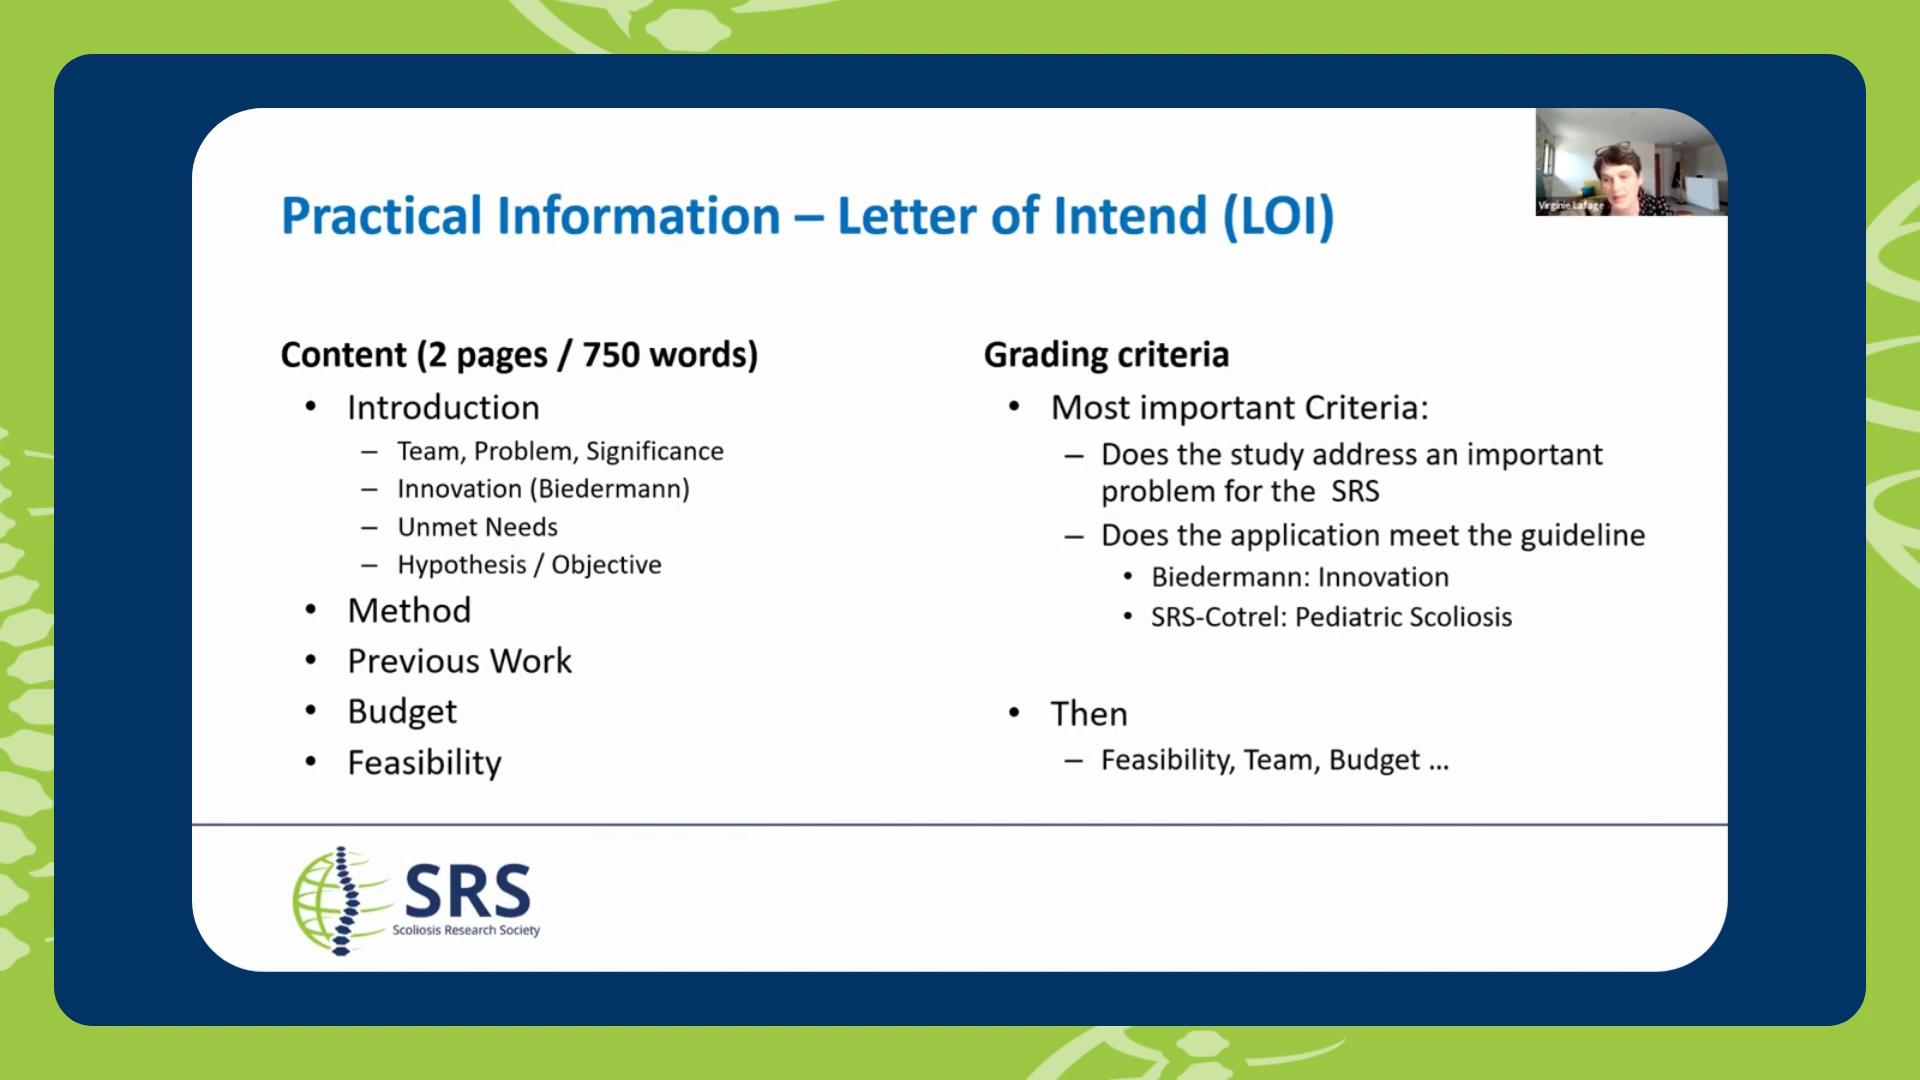 Practical Information – Letter of Intend (LOI)
Virginie Lafage
Content (2 pages / 750 words)
• Introduction
– Team, Problem, Significance
– Innovation (Biedermann)
– Unmet Needs
– Hypothesis / Objective
• Method
• Previous Work
• Budget
• Feasibility
Grading criteria
• Most important Criteria:
– Does the study address an important
problem for the SRS
– Does the application meet the guideline
• Biedermann: Innovation
• SRS-Cotrel: Pediatric Scoliosis
• Then
– Feasibility, Team, Budget ...
SRS
Scoliosis Research Society